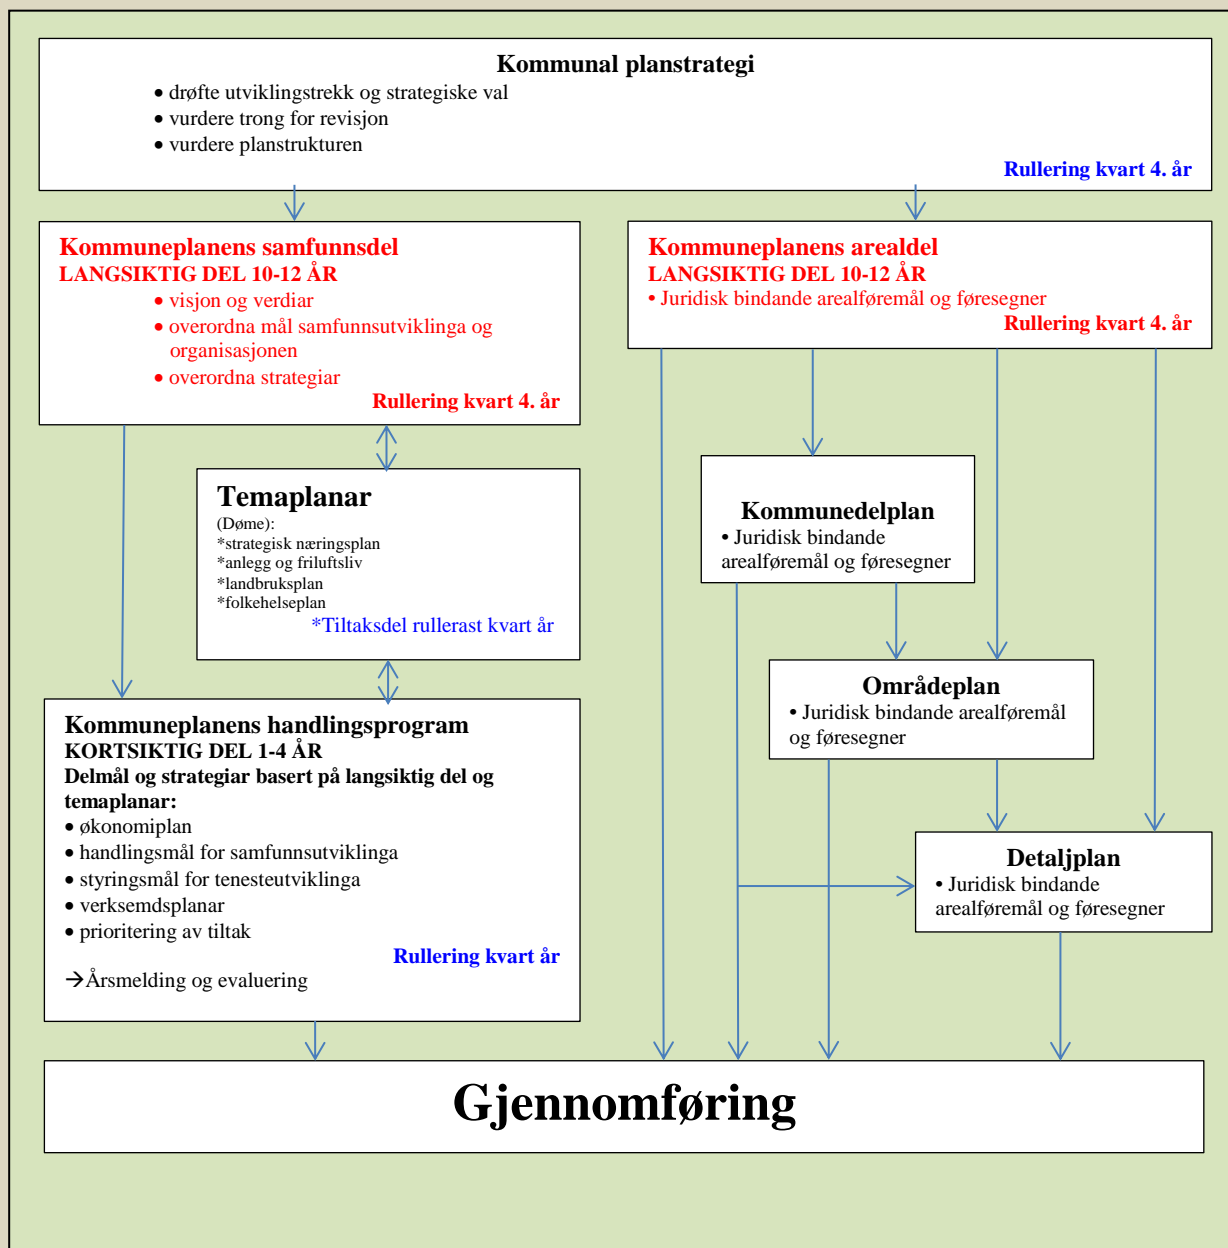 Kommunal planstrategi
• drøfte utviklingstrekk og strategiske val
• vurdere trong for revisjon
• vurdere planstrukturen
Rullering kvart 4. år
Kommuneplanens samfunnsdel
LANGSIKTIG DEL 10-12 ÅR
• visjon og verdiar
• overordna mål samfunnsutviklinga og
organisasjonen
• overordna strategiar
Rullering kvart 4. år
Kommuneplanens arealdel
LANGSIKTIG DEL 10-12 ÅR
• Juridisk bindande arealføremål og føresegner
Rullering kvart 4. år
Temaplanar
(Døme):
*strategisk næringsplan
*anlegg og friluftsliv
*landbruksplan
*folkehelseplan
*Tiltaksdel rullerast kvart år
Kommunedelplan
• Juridisk bindande
arealføremål og føresegner
Områdeplan
• Juridisk bindande arealføremål
og føresegner
Kommuneplanens handlingsprogram
KORTSIKTIG DEL 1-4 ÅR
Delmål og strategiar basert på langsiktig del og
temaplanar:
• økonomiplan
• handlingsmål for samfunnsutviklinga
• styringsmål for tenesteutviklinga
• verksemdsplanar
• prioritering av tiltak
Rullering kvart år
→Årsmelding og evaluering
Detaljplan
• Juridisk bindande
arealføremål og føresegner
Gjennomføring